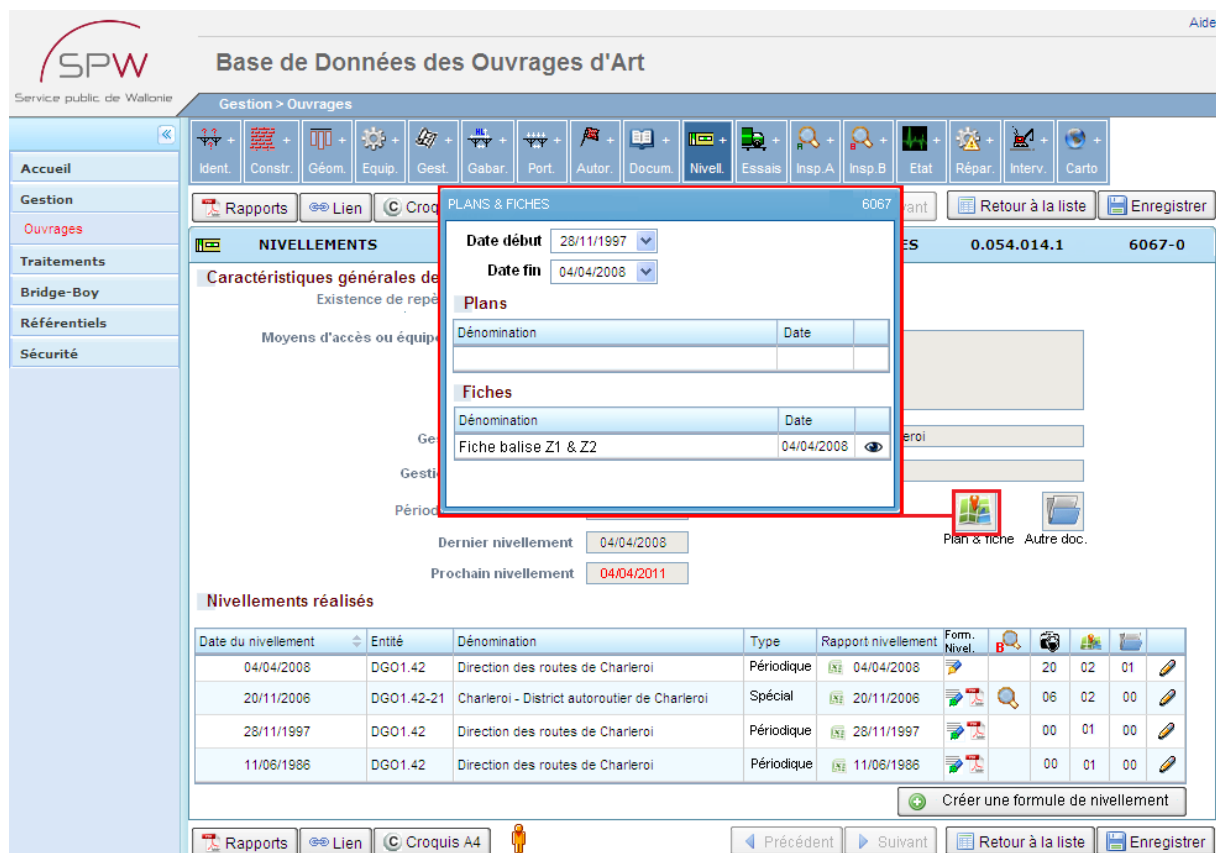 Aide
SPW
Service public de Wallonie
Base de Données des Ouvrages d'Art
Gestion > Ouvrages
Ident. Constr. Géom. Equip. Gest. Gabar. Port. Autor. Docum. Nivell. Essais Insp.A Insp.B Etat Répar. Interv. Carto
Accueil
Gestion
Ouvrages
Traitements
Bridge-Boy
Référentiels
Sécurité
Rapports Lien Croq Retour à la liste Enregistrer
NIVELLEMENTS ES 0.054.014.1 6067-0
PLANS & FICHES 6067
Date début 28/11/1997
Date fin 04/04/2008
Plans
Dénomination Date
Fiches
Dénomination Date
Fiche balise Z1 & Z2 04/04/2008
Caractéristiques générales de
Existence de repè
Moyens d'accès ou équip
Ge eroi
Gesti
Périod
Plan & fiche Autre doc.
Dernier nivellement 04/04/2008
Prochain nivellement 04/04/2011
Nivellements réalisés
Date du nivellement Entité Dénomination Type Rapport nivellement Form. Nivel. B
04/04/2008 DGO1.42 Direction des routes de Charleroi Périodique 04/04/2008 20 02 01
20/11/2006 DGO1.42-21 Charleroi - District autoroutier de Charleroi Spécial 20/11/2006 06 02 00
28/11/1997 DGO1.42 Direction des routes de Charleroi Périodique 28/11/1997 00 01 00
11/06/1986 DGO1.42 Direction des routes de Charleroi Périodique 11/06/1986 00 01 00
Créer une formule de nivellement
Rapports Lien Croquis A4 Précédent Suivant Retour à la liste Enregistrer